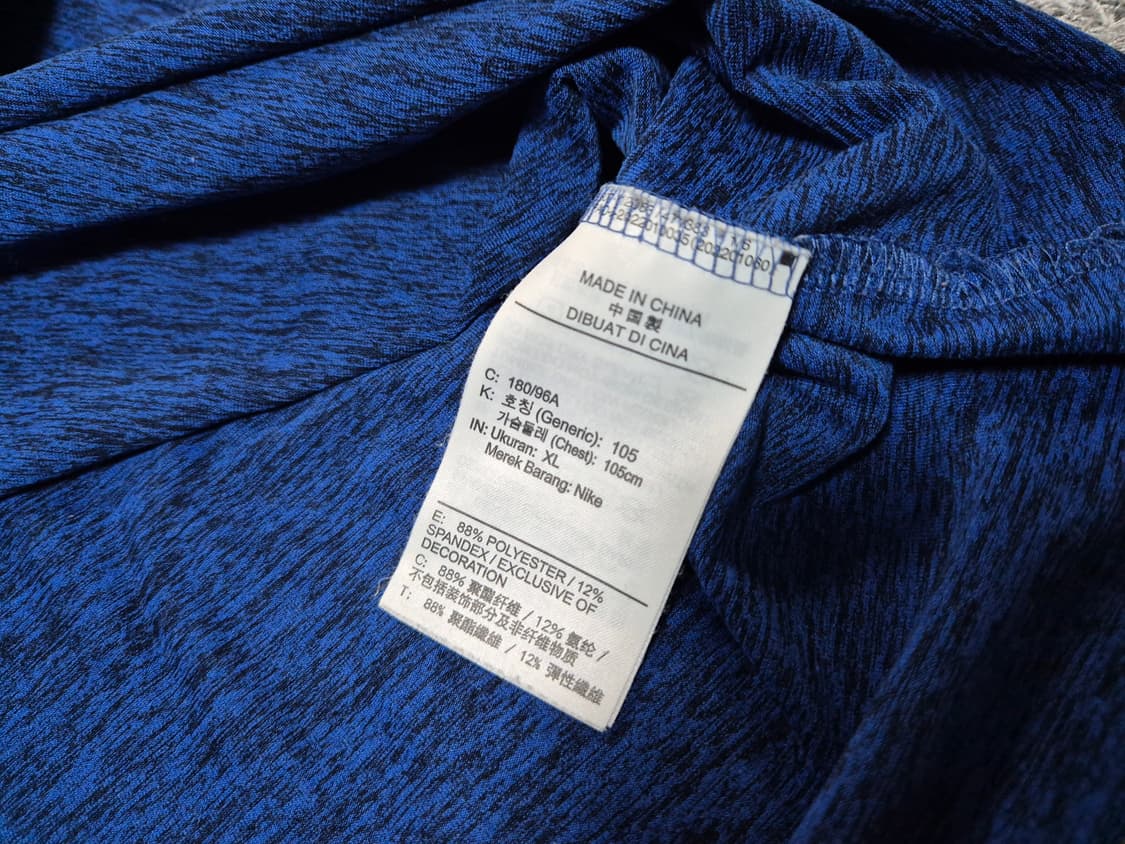 2022010035(202201060)
MADE IN CHINA
中国製
DIBUAT DI CINA
C: 180/96A
K: 호칭 (Generic): 105
가슴둘레 (Chest): 105cm
IN: Ukuran: XL
Merek Barang: Nike
E: 88% POLYESTER / 12%
SPANDEX / EXCLUSIVE OF
DECORATION
C: 88% 聚酯纤维 / 12% 氨纶 /
不包括装饰部分及非纤维物质
T: 88% 聚酯纖維 / 12% 彈性纖維